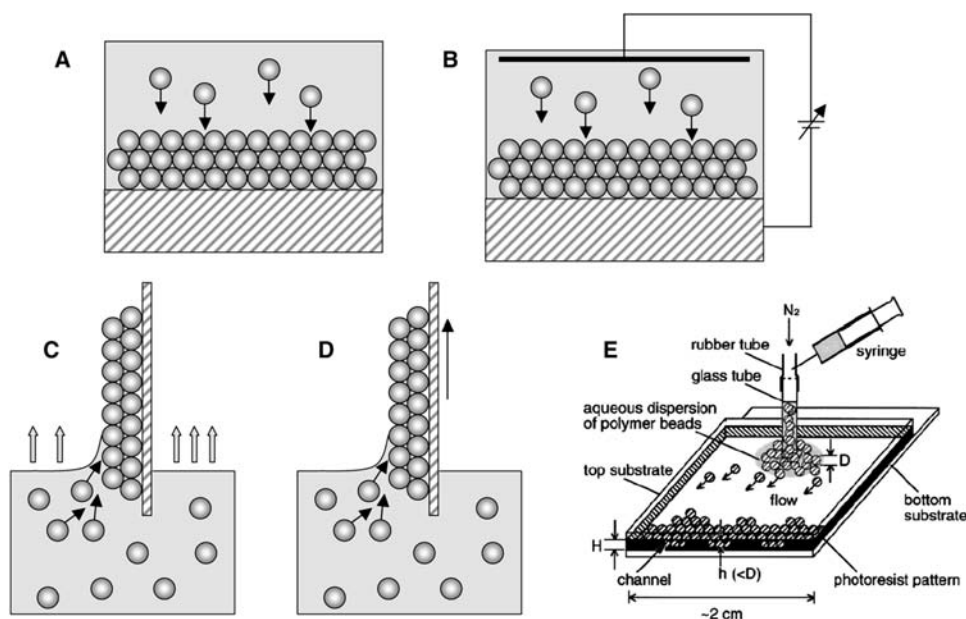 A
B
C
D
E
N₂
rubber tube
syringe
glass tube
aqueous dispersion
of polymer beads
D
top substrate
flow
bottom
substrate
H
channel
h (<D)
photoresist pattern
~2 cm